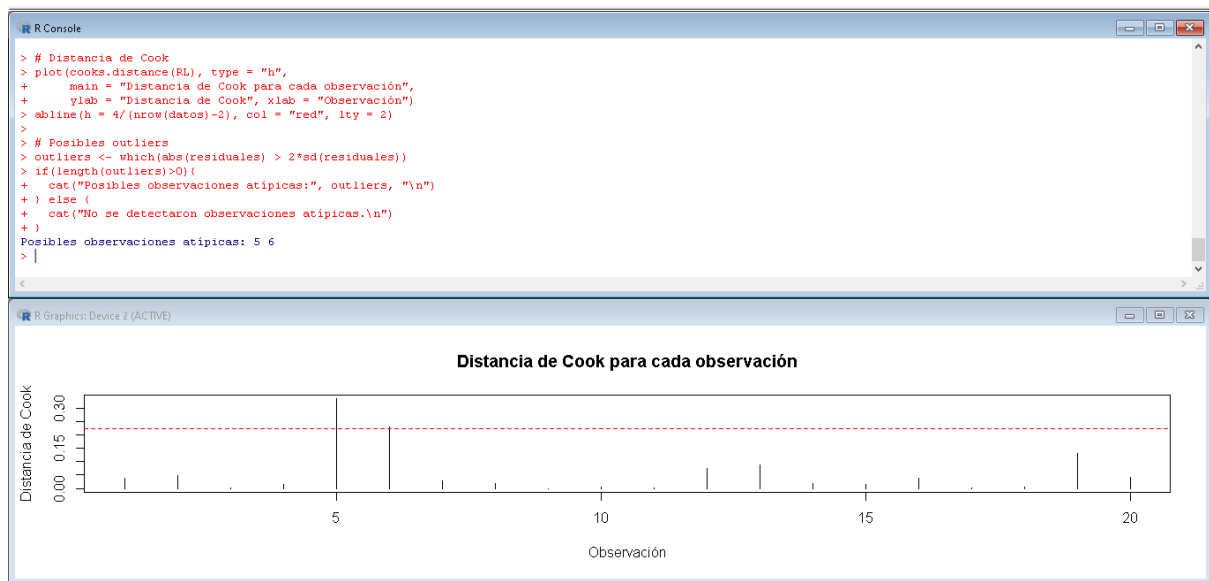 R Console
> # Distancia de Cook
> plot(cooks.distance(RL), type = "h",
+      main = "Distancia de Cook para cada observación",
+      ylab = "Distancia de Cook", xlab = "Observación")
> abline(h = 4/(nrow(datos)-2), col = "red", lty = 2)
>
> # Posibles outliers
> outliers <- which(abs(residuales) > 2*sd(residuales))
> if(length(outliers)>0){
+   cat("Posibles observaciones atípicas:", outliers, "\n")
+ } else {
+   cat("No se detectaron observaciones atípicas.\n")
+ }
Posibles observaciones atípicas: 5 6
>
R Graphics: Device 2 (ACTIVE)
Distancia de Cook para cada observación
Distancia de Cook
0.30
0.15
0.00
5 10 15 20
Observación